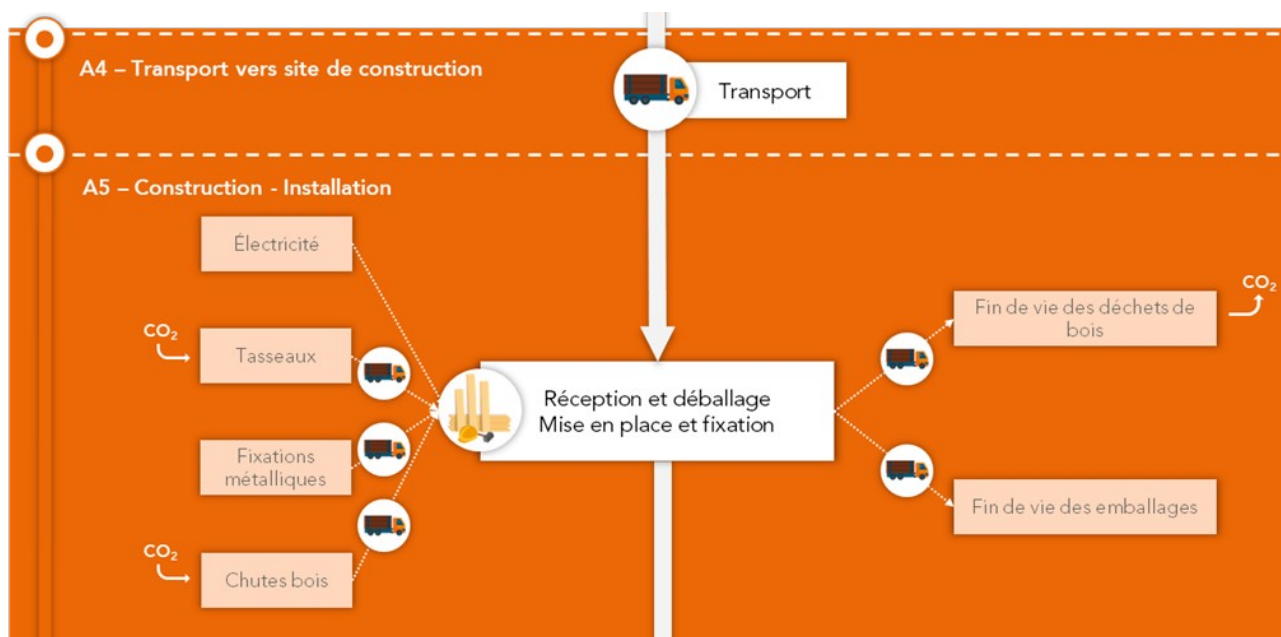 A4 – Transport vers site de construction
Transport
A5 – Construction - Installation
Électricité
CO₂
Tasseaux
Fixations
métalliques
CO₂
Chutes bois
Réception et déballage
Mise en place et fixation
Fin de vie des déchets de
bois
CO₂
Fin de vie des emballages